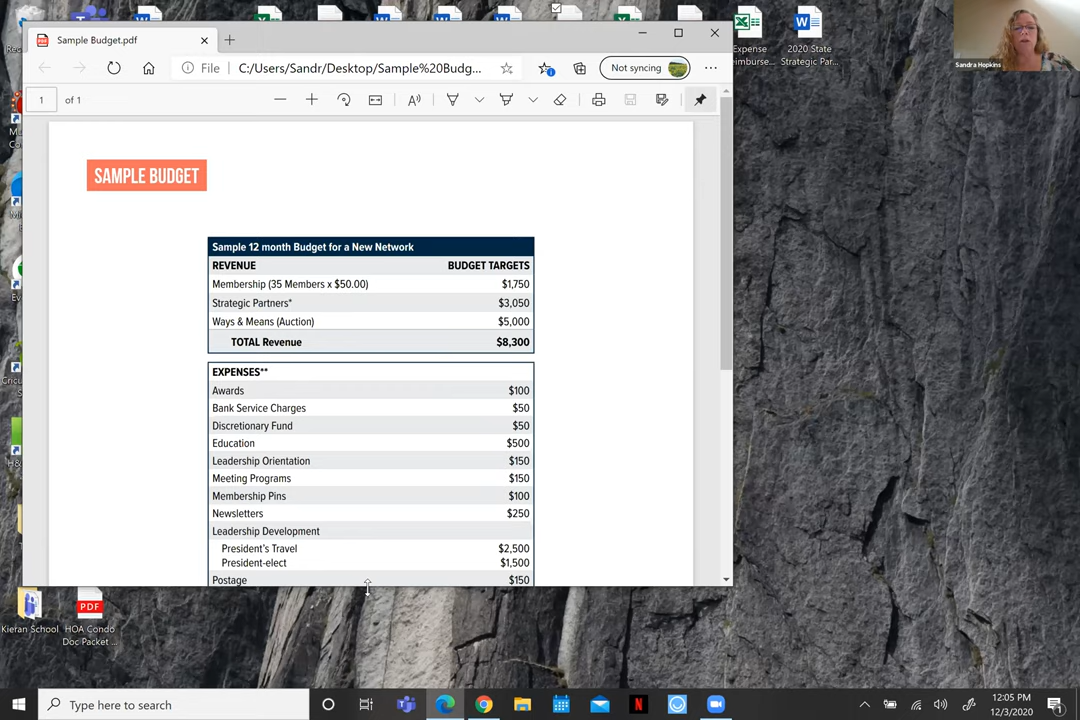 Sample Budget.pdf
File
C:/Users/Sandr/Desktop/Sample%20Budg...
Not syncing
1 of 1
SAMPLE BUDGET
Sample 12 month Budget for a New Network
REVENUE BUDGET TARGETS
Membership (35 Members x $50.00) $1,750
Strategic Partners* $3,050
Ways & Means (Auction) $5,000
TOTAL Revenue $8,300
EXPENSES**
Awards $100
Bank Service Charges $50
Discretionary Fund $50
Education $500
Leadership Orientation $150
Meeting Programs $150
Membership Pins $100
Newsletters $250
Leadership Development
President's Travel $2,500
President-elect $1,500
Postage $150
Expense
2020 State
Strategic Par...
Sandra Hopkins
Kieran School
HOA Condo
Doc Packet ...
PDF
Type here to search
12:05 PM
12/3/2020